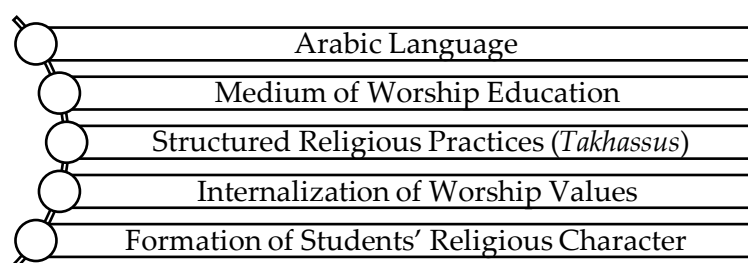 Arabic Language
Medium of Worship Education
Structured Religious Practices (Takhassus)
Internalization of Worship Values
Formation of Students’ Religious Character